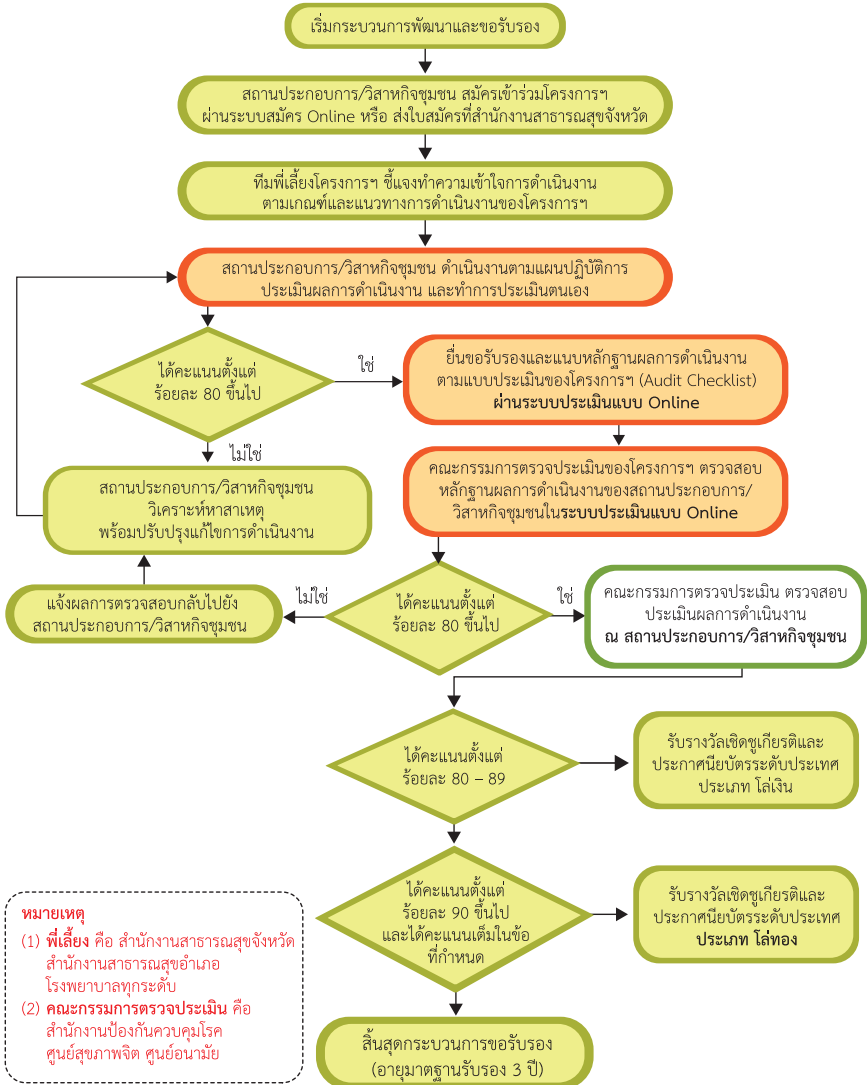 เริ่มกระบวนการพัฒนาและขอรับรอง
สถานประกอบการ/วิสาหกิจชุมชน สมัครเข้าร่วมโครงการฯ
ผ่านระบบสมัคร Online หรือ ส่งใบสมัครที่สำนักงานสาธารณสุขจังหวัด
ทีมพี่เลี้ยงโครงการฯ ชี้แจงทำความเข้าใจการดำเนินงาน
ตามเกณฑ์และแนวทางการดำเนินงานของโครงการฯ
สถานประกอบการ/วิสาหกิจชุมชน ดำเนินงานตามแผนปฏิบัติการ
ประเมินผลการดำเนินงาน และทำการประเมินตนเอง
ได้คะแนนตั้งแต่
ร้อยละ 80 ขึ้นไป
ใช่
ยื่นขอรับรองและแนบหลักฐานผลการดำเนินงาน
ตามแบบประเมินของโครงการฯ (Audit Checklist)
ผ่านระบบประเมินแบบ Online
ไม่ใช่
สถานประกอบการ/วิสาหกิจชุมชน
วิเคราะห์หาสาเหตุ
พร้อมปรับปรุงแก้ไขการดำเนินงาน
คณะกรรมการตรวจประเมินของโครงการฯ ตรวจสอบ
หลักฐานผลการดำเนินงานของสถานประกอบการ/
วิสาหกิจชุมชนในระบบประเมินแบบ Online
แจ้งผลการตรวจสอบกลับไปยัง
สถานประกอบการ/วิสาหกิจชุมชน
ไม่ใช่
ได้คะแนนตั้งแต่
ร้อยละ 80 ขึ้นไป
ใช่
คณะกรรมการตรวจประเมิน ตรวจสอบ
ประเมินผลการดำเนินงาน
ณ สถานประกอบการ/วิสาหกิจชุมชน
ได้คะแนนตั้งแต่
ร้อยละ 80 – 89
รับรางวัลเชิดชูเกียรติและ
ประกาศนียบัตรระดับประเทศ
ประเภท โล่เงิน
ได้คะแนนตั้งแต่
ร้อยละ 90 ขึ้นไป
และได้คะแนนเต็มในข้อ
ที่กำหนด
รับรางวัลเชิดชูเกียรติและ
ประกาศนียบัตรระดับประเทศ
ประเภท โล่ทอง
หมายเหตุ
(1) พี่เลี้ยง คือ สำนักงานสาธารณสุขจังหวัด
สำนักงานสาธารณสุขอำเภอ
โรงพยาบาลทุกระดับ
(2) คณะกรรมการตรวจประเมิน คือ
สำนักงานป้องกันควบคุมโรค
ศูนย์สุขภาพจิต ศูนย์อนามัย
สิ้นสุดกระบวนการขอรับรอง
(อายุมาตฐานรับรอง 3 ปี)